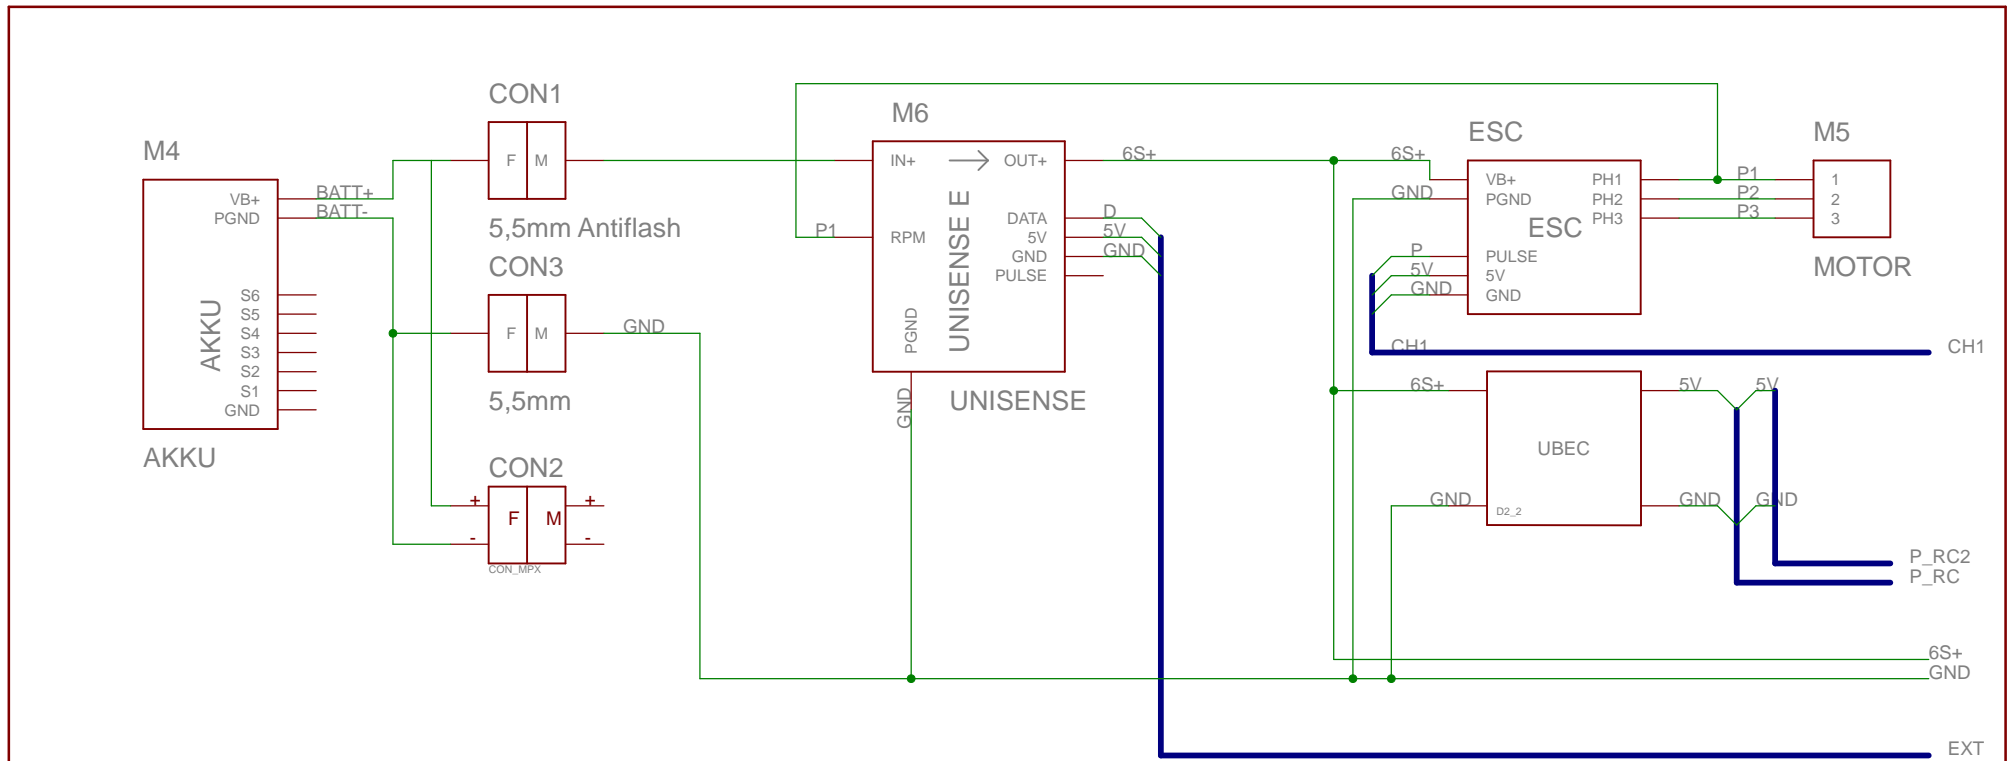 M4
VB+
PGND
BATT+
BATT-
S6
S5
S4
S3
S2
S1
GND
AKKU
AKKU
CON1
F M
5,5mm Antiflash
CON3
F M
GND
5,5mm
CON2
+ F M +
- -
CON_MPX
M6
IN+ OUT+
6S+
P1 RPM
DATA D
5V 5V
GND GND
PULSE
PGND
GND
UNISENSE E
UNISENSE
ESC
6S+ VB+ PH1 P1
GND PGND PH2 P2
PH3 P3
ESC
P PULSE
5V 5V
GND GND
CH1 CH1
M5
1
2
3
MOTOR
6S+ 5V 5V
UBEC
GND GND GND
D2_2
P_RC2
P_RC
6S+
GND
EXT